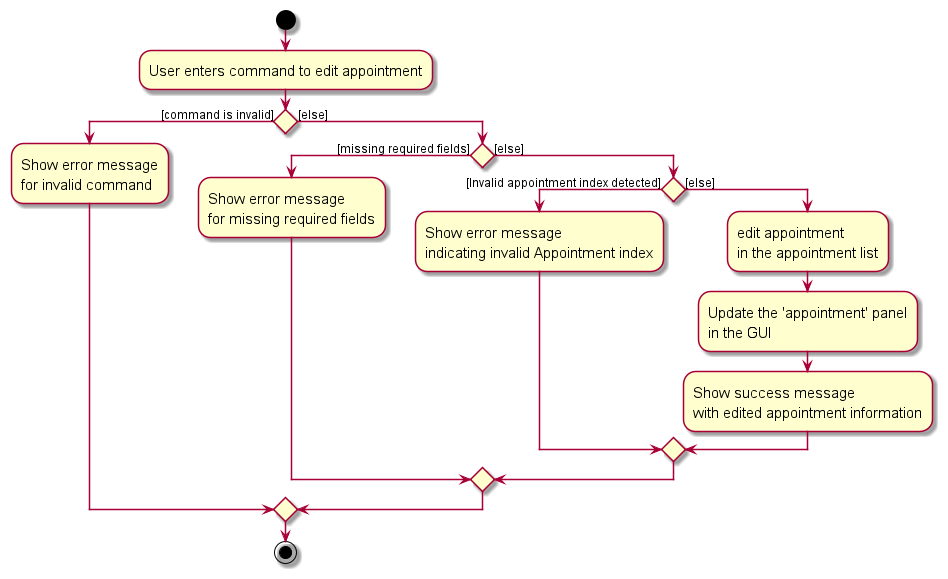 User enters command to edit appointment
[command is invalid]
[else]
Show error message
for invalid command
[missing required fields]
[else]
Show error message
for missing required fields
[Invalid appointment index detected]
[else]
Show error message
indicating invalid Appointment index
edit appointment
in the appointment list
Update the 'appointment' panel
in the GUI
Show success message
with edited appointment information